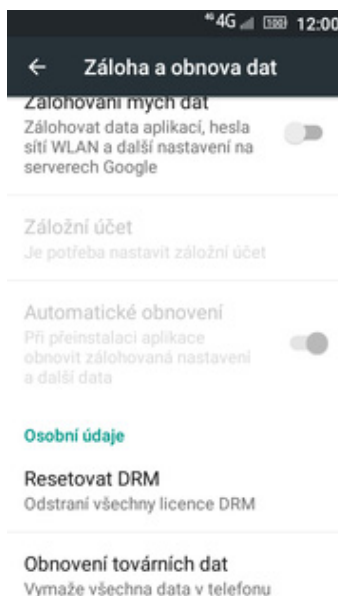 4G 100 12:00
Záloha a obnova dat
Zálohování mých dat
Zálohovat data aplikací, hesla
sítí WLAN a další nastavení na
serverech Google
Záložní účet
Je potřeba nastavit záložní účet
Automatické obnovení
Při přeinstalaci aplikace
obnovit zálohovaná nastavení
a další data
Osobní údaje
Resetovat DRM
Odstraní všechny licence DRM
Obnovení továrních dat
Vymaže všechna data v telefonu